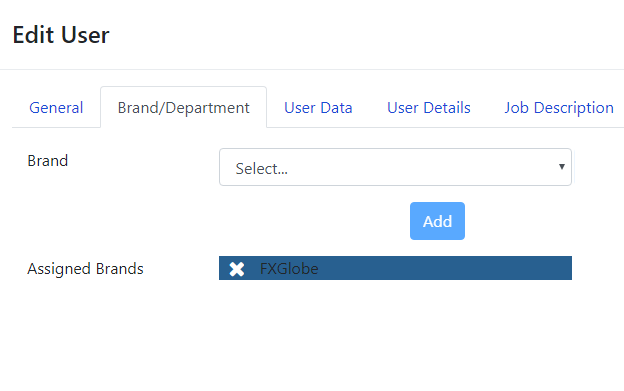 Edit User
General Brand/Department User Data User Details Job Description
Brand Select...
Add
Assigned Brands FXGlobe